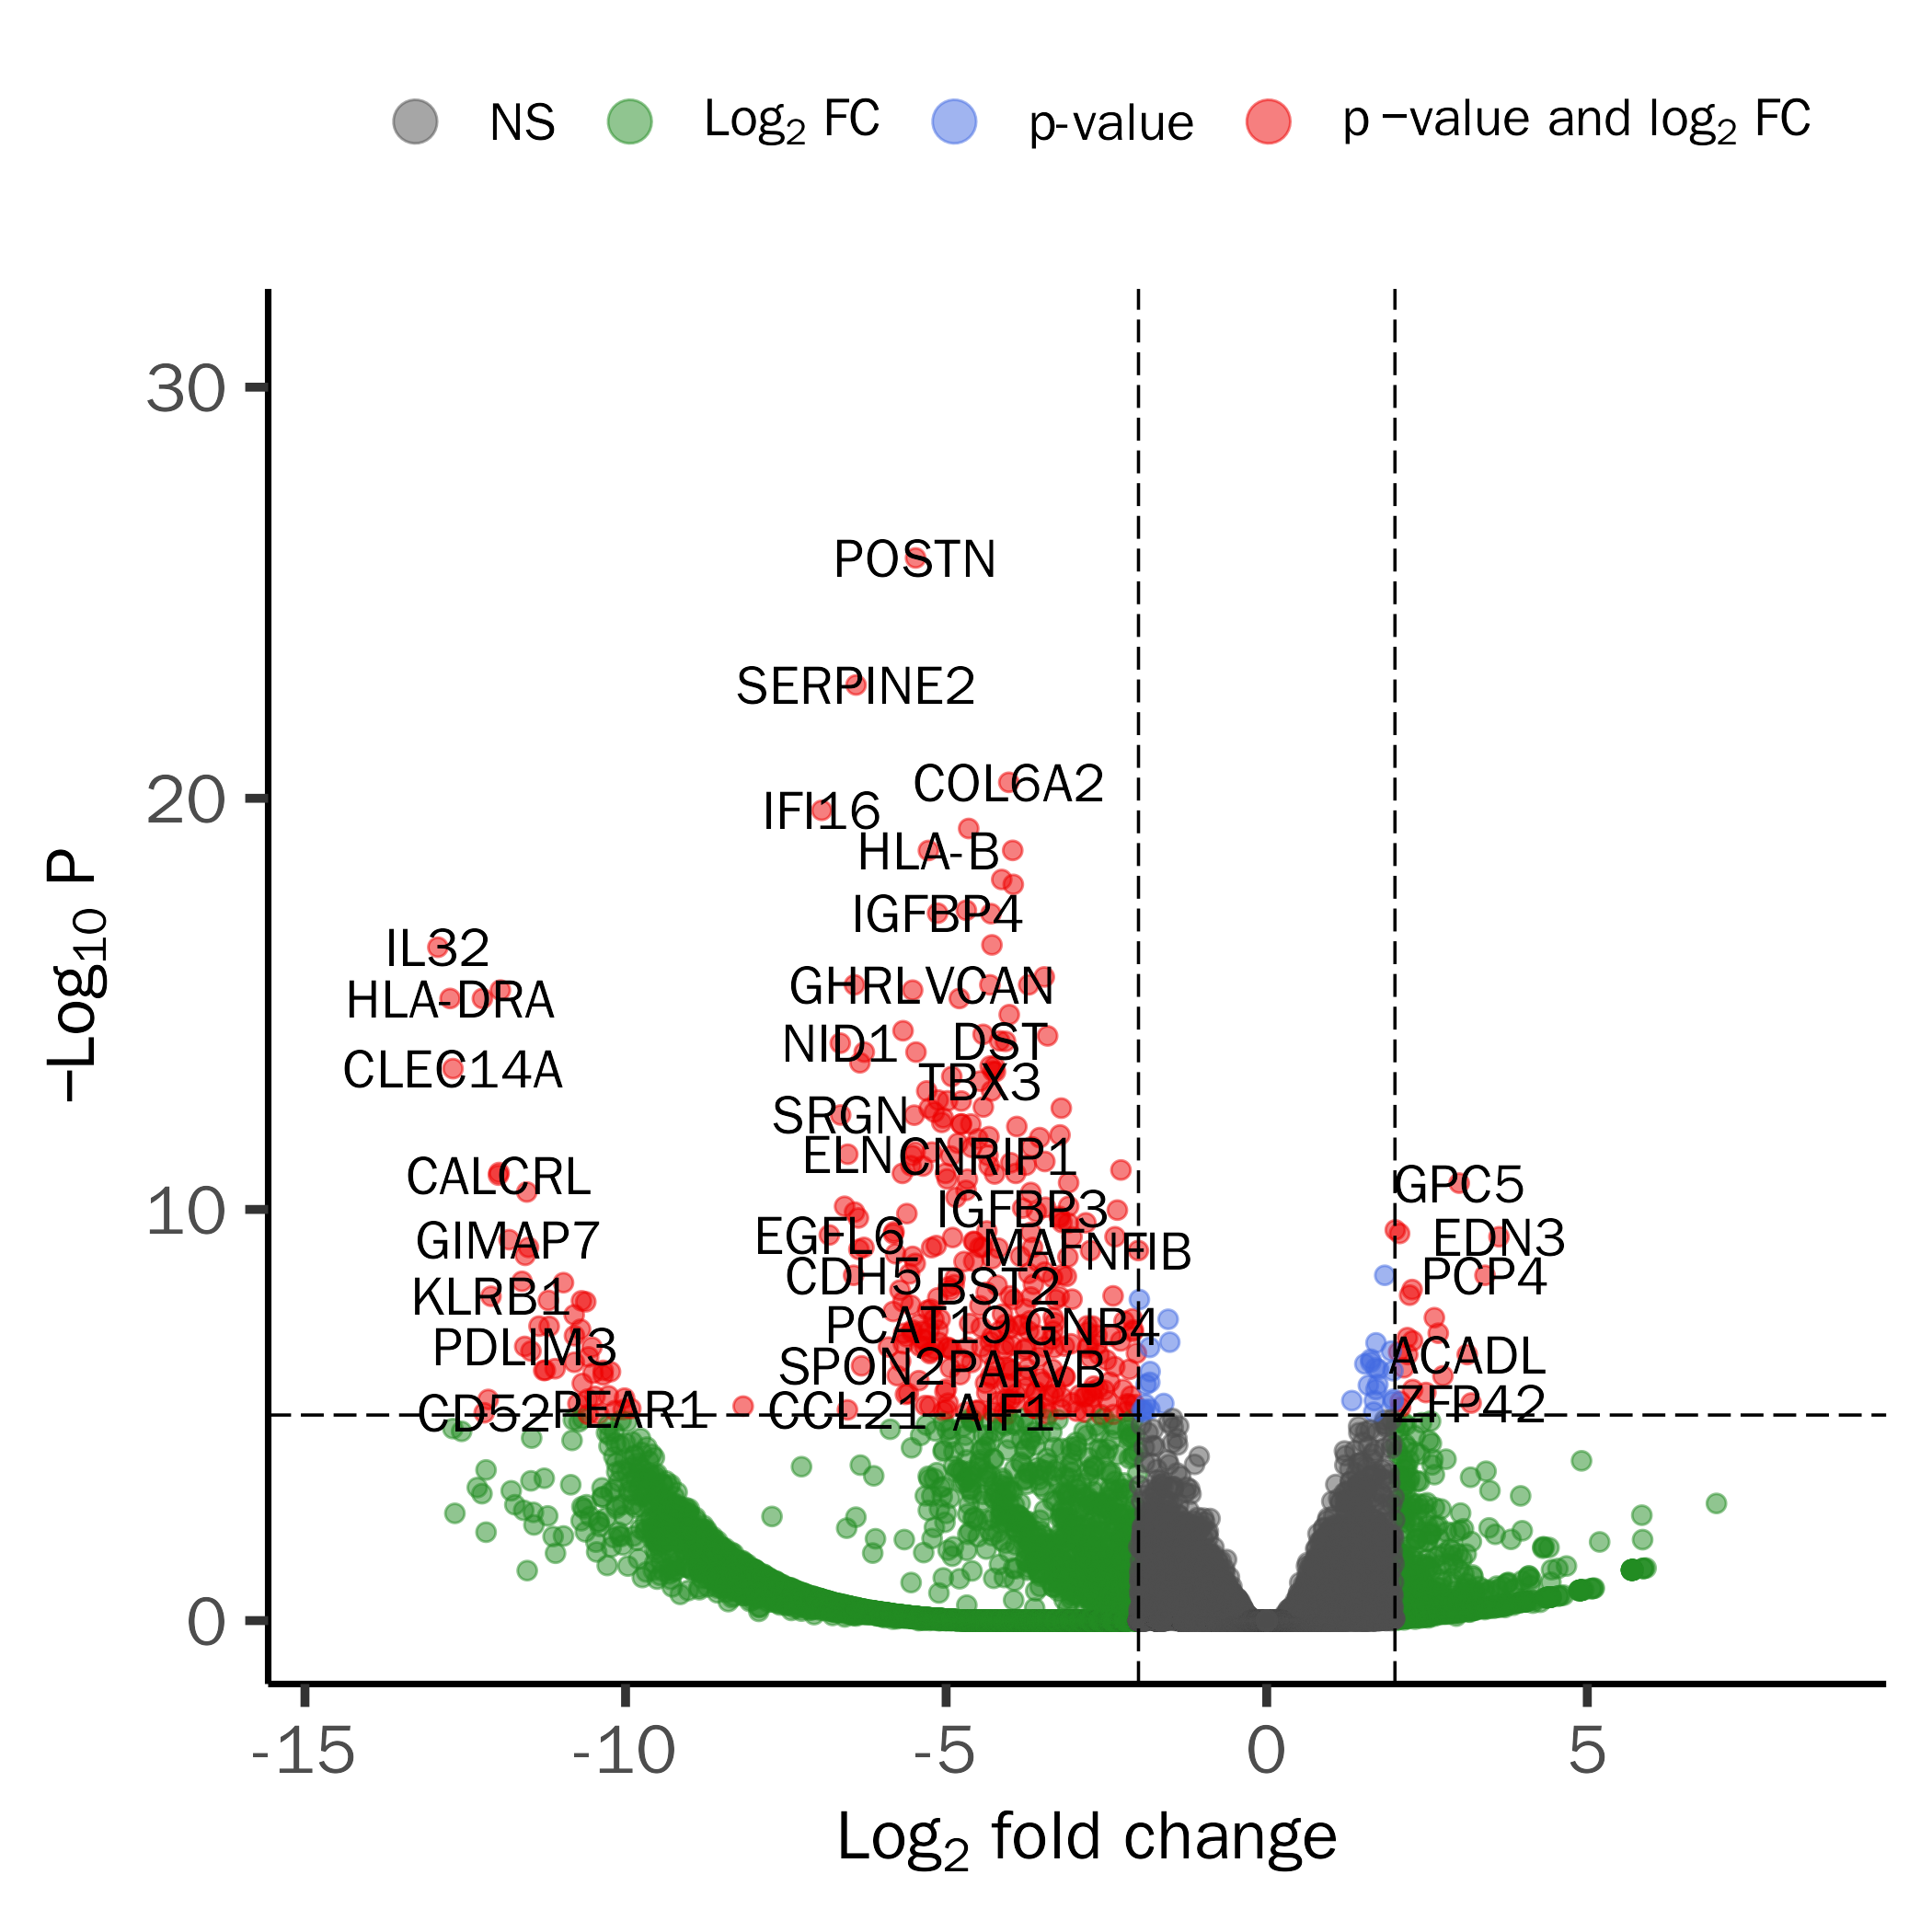 NS Log2 FC p-value p −value and log2 FC
30
POSTN
SERPINE2
20
COL6A2
IFI16
HLA-B
IGFBP4
IL32
HLA-DRA
GHRL VCAN
NID1 DST
CLEC14A
TBX3
SRGN
ELN CNRIP1
CALCRL
GPC5
10
IGFBP3
EGFL6
GIMAP7
EDN3
MAF NFIB
CDH5 BST2
PCP4
KLRB1
PCAT19 GNB4
PDLIM3
ACADL
SPON2 PARVB
CD52 PEAR1
CCL21 AIF1
ZFP42
0
−Log10 P
-15 -10 -5 0 5
Log2 fold change